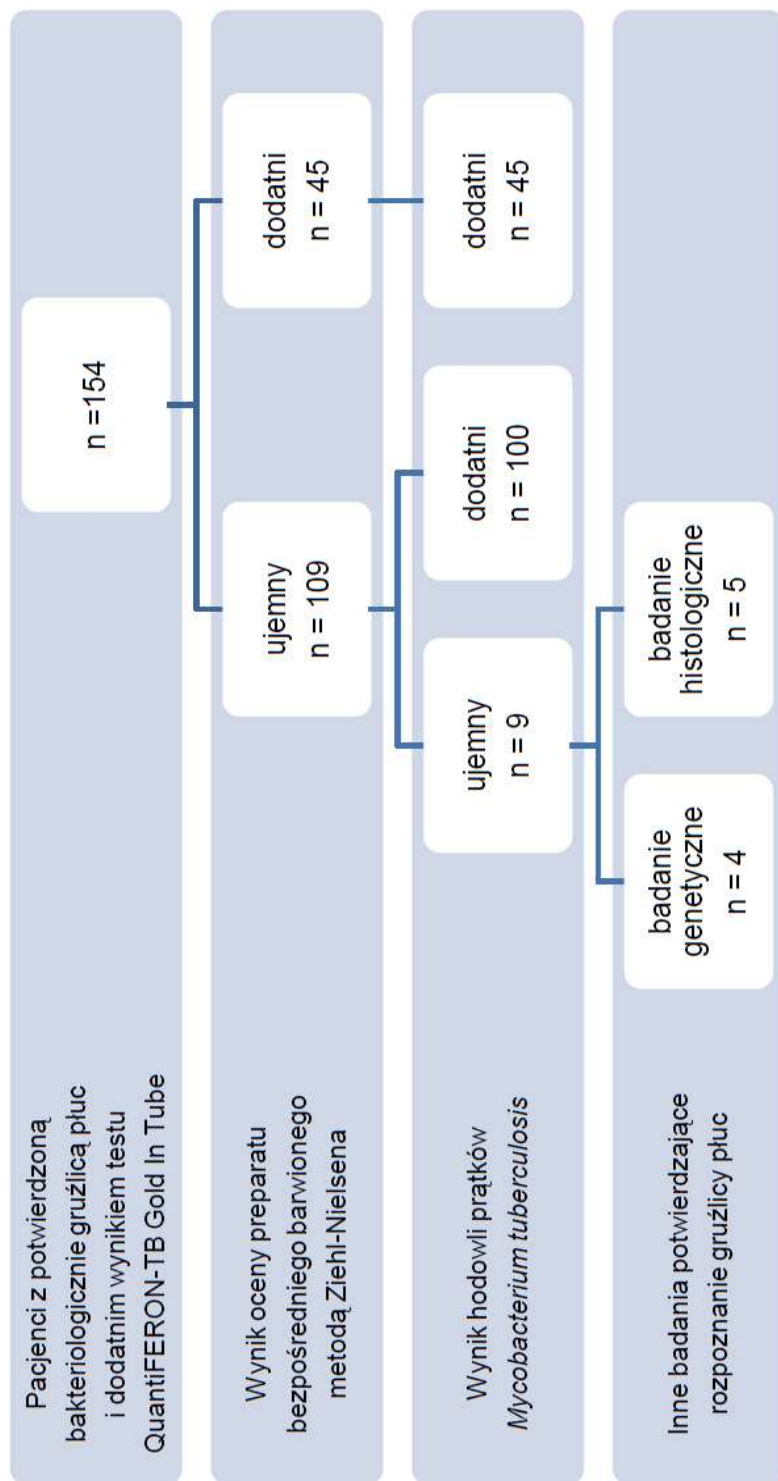 Pacjenci z potwierdzoną
bakteriologicznie gruźlicą płuc
i dodatnim wynikiem testu
QuantiFERON-TB Gold In Tube
n =154
Wynik oceny preparatu
bezpośredniego barwionego
metodą Ziehl-Nielsena
ujemny
n = 109
dodatni
n = 45
Wynik hodowli prątków
Mycobacterium tuberculosis
ujemny
n = 9
dodatni
n = 100
dodatni
n = 45
Inne badania potwierdzające
rozpoznanie gruźlicy płuc
badanie
genetyczne
n = 4
badanie
histologiczne
n = 5